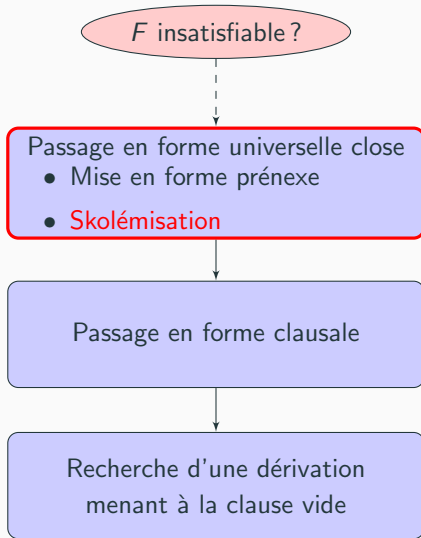 F insatisfiable ?
Passage en forme universelle close
• Mise en forme prénexe
• Skolémisation
Passage en forme clausale
Recherche d'une dérivation
menant à la clause vide